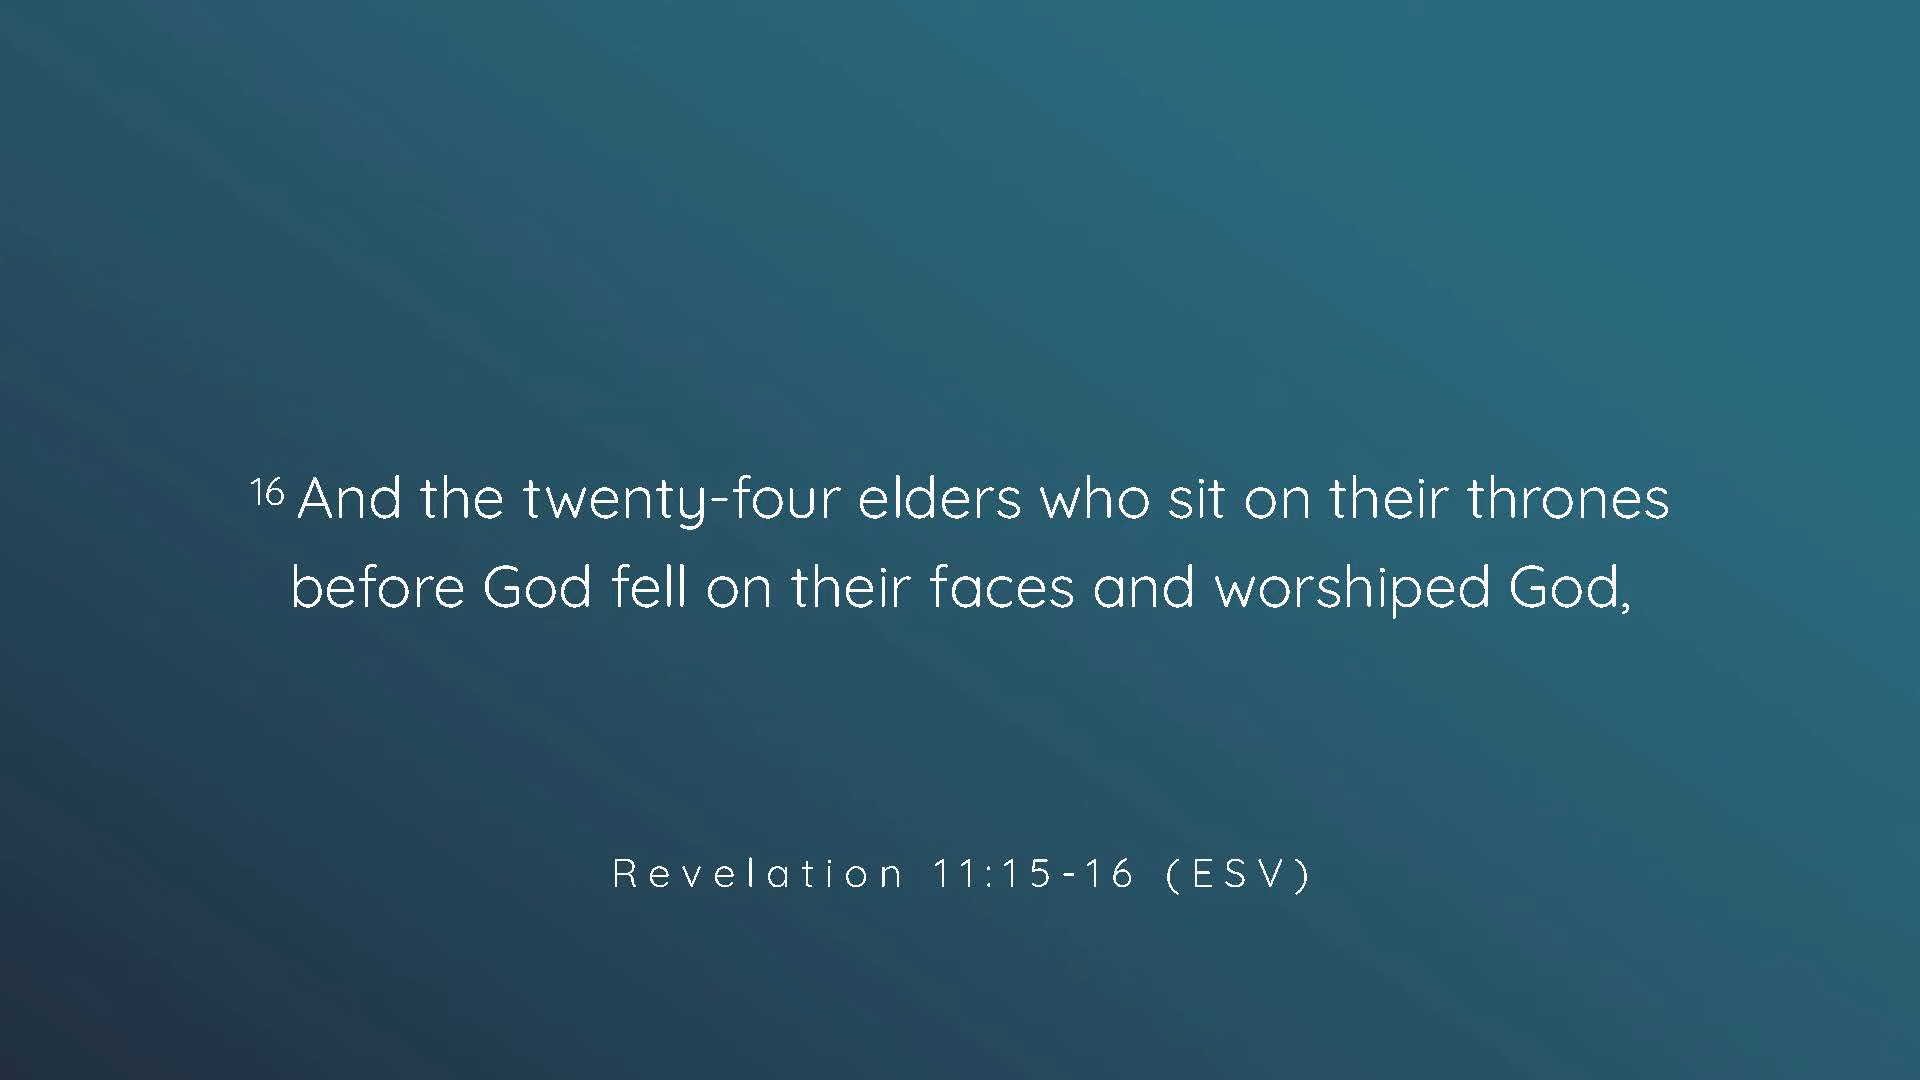 16 And the twenty-four elders who sit on their thrones
before God fell on their faces and worshiped God,
Revelation 11:15-16 (ESV)